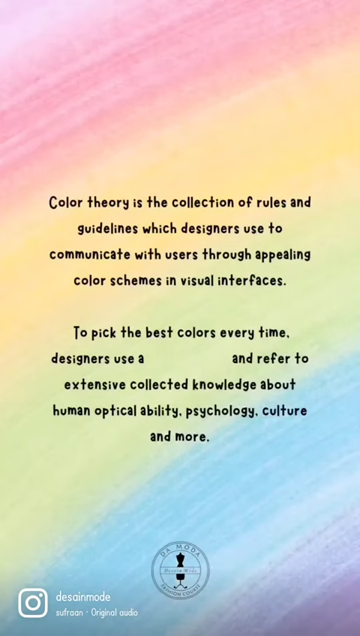 Color theory is the collection of rules and
guidelines which designers use to
communicate with users through appealing
color schemes in visual interfaces.
To pick the best colors every time,
designers use a and refer to
extensive collected knowledge about
human optical ability, psychology, culture
and more.
DA MODA
FASHION COURSE
desainmode
sufraan • Original audio